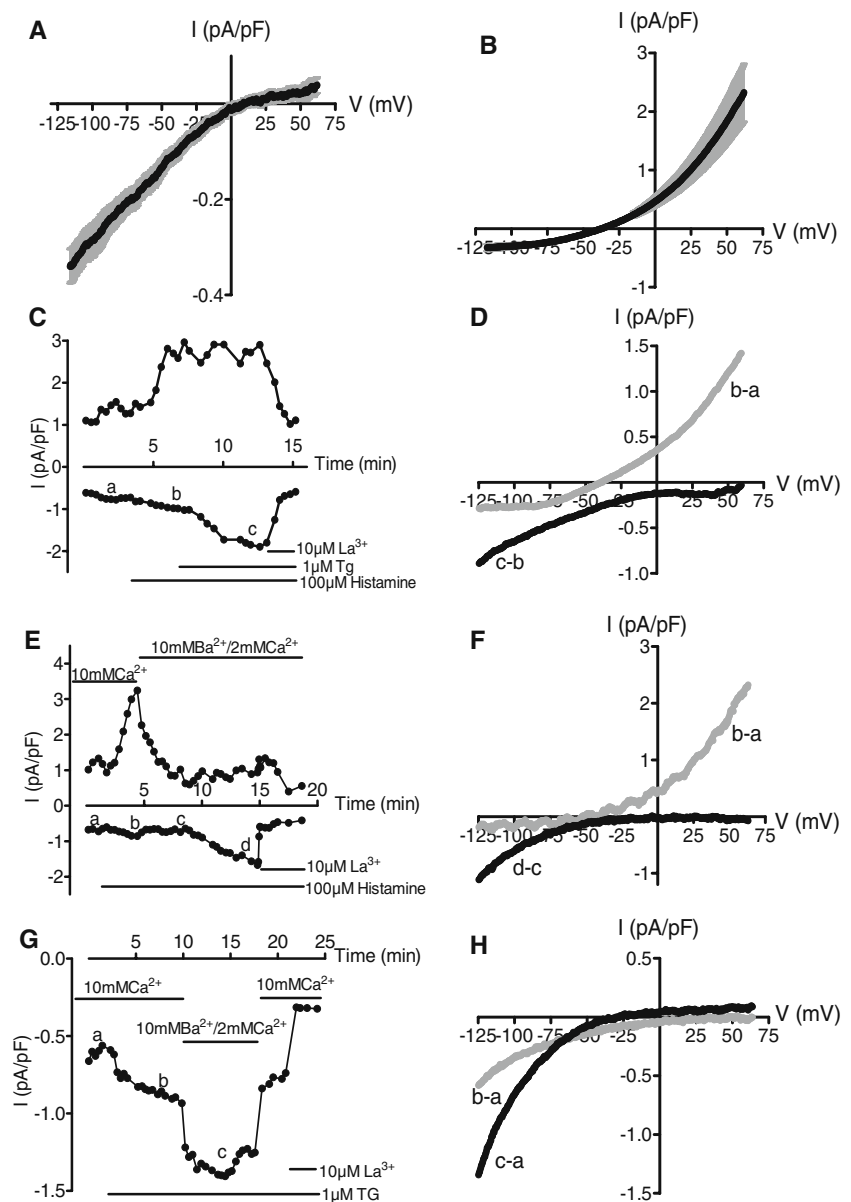 A
I (pA/pF)
V (mV)
-125
-100
-75
-50
-25
25
50
75
-0.2
-0.4
B
I (pA/pF)
3
2
1
-1
V (mV)
-125
-100
-75
-50
-25
25
50
75
C
I (pA/pF)
3
2
1
0
-1
-2
5
10
15
Time (min)
a
b
c
10µM La3+
1µM Tg
100µM Histamine
D
I (pA/pF)
1.5
0.5
-0.5
-1.0
V (mV)
-125
-100
-75
-50
-25
25
50
75
b-a
c-b
E
I (pA/pF)
4
3
2
1
0
-1
-2
10mMCa2+
10mMBa2+/2mMCa2+
5
10
15
20
Time (min)
a
b
c
d
10µM La3+
100µM Histamine
F
I (pA/pF)
3
2
1
-1
V (mV)
-125
-100
-75
-50
-25
25
50
75
b-a
d-c
G
I (pA/pF)
0.0
-0.5
-1.0
-1.5
5
10
15
20
25
Time (min)
10mMCa2+
10mMBa2+/2mMCa2+
10mMCa2+
a
b
c
10µM La3+
1µM TG
H
I (pA/pF)
0.5
-0.5
-1.0
-1.5
V (mV)
-125
-100
-75
-50
-25
25
50
75
b-a
c-a